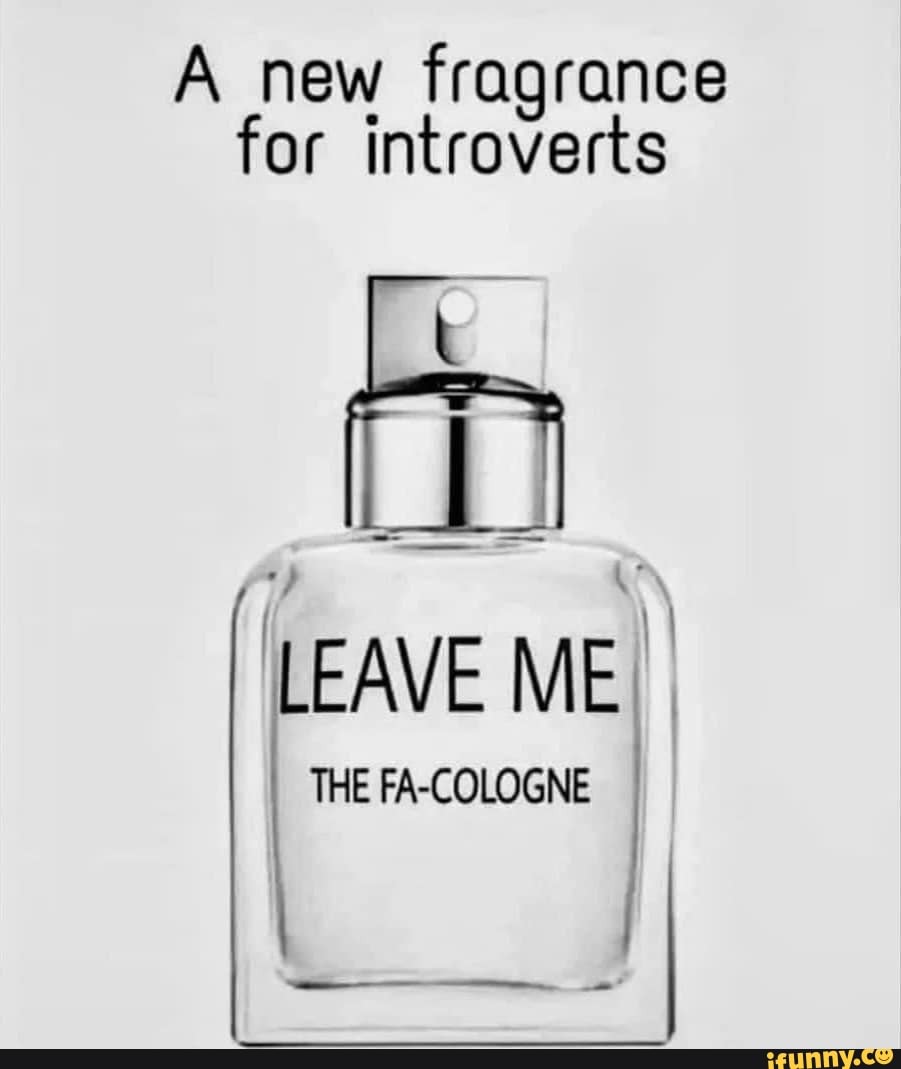 A new fragrance
for introverts
LEAVE ME
THE FA-COLOGNE
ifunny.co